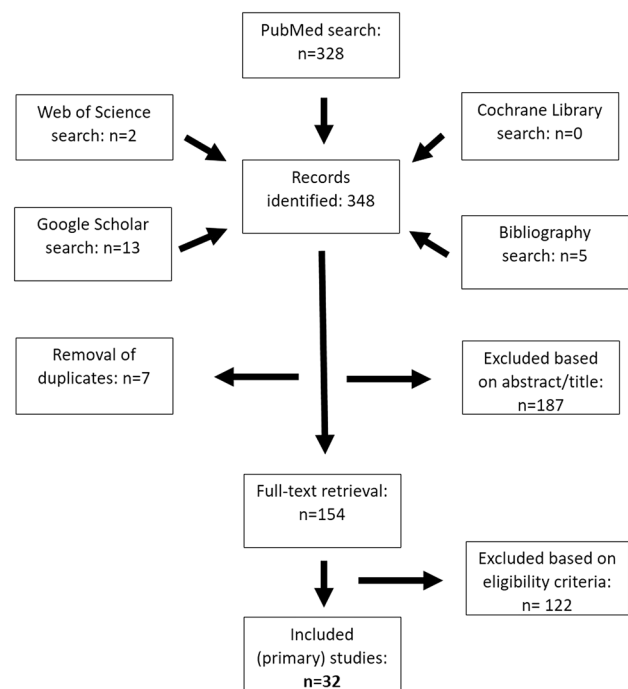 PubMed search:
n=328
Web of Science
search: n=2
Cochrane Library
search: n=0
Records
identified: 348
Google Scholar
search: n=13
Bibliography
search: n=5
Removal of
duplicates: n=7
Excluded based
on abstract/title:
n=187
Full-text retrieval:
n=154
Excluded based on
eligibility criteria:
n= 122
Included
(primary) studies:
n=32